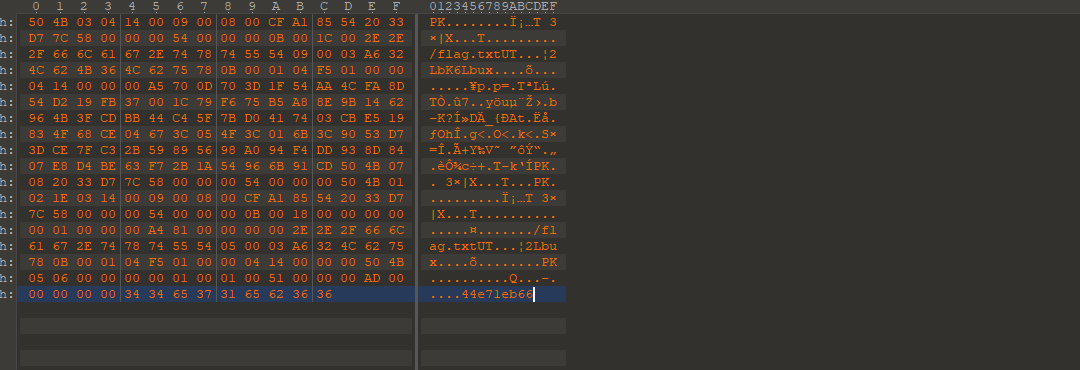 0 1 2 3 4 5 6 7 8 9 A B C D E F 0123456789ABCDEF
h: 50 4B 03 04 14 00 09 00 08 00 CF A1 85 54 20 33 PK........Ï¡…T 3
h: D7 7C 58 00 00 00 54 00 00 00 0B 00 1C 00 2E 2E ×|X...T.........
h: 2F 66 6C 61 67 2E 74 78 74 55 54 09 00 03 A6 32 /flag.txtUT...¦2
h: 4C 62 4B 36 4C 62 75 78 0B 00 01 04 F5 01 00 00 LbK6Lbux....õ...
h: 04 14 00 00 00 A5 70 0D 70 3D 1F 54 AA 4C FA 8D .....¥p.p=.TªLú.
h: 54 D2 19 FB 37 00 1C 79 F6 75 B5 A8 8E 9B 14 62 TÒ.û7..yöuµ¨Ž›.b
h: 96 4B 3F CD BB 44 C4 5F 7B D0 41 74 03 CB E5 19 –K?Í»DÄ_{ÐAt.Ëå.
h: 83 4F 68 CE 04 67 3C 05 4F 3C 01 6B 3C 90 53 D7 ƒOhÎ.g<.O<.k<.S×
h: 3D CE 7F C3 2B 59 89 56 98 A0 94 F4 DD 93 8D 84 =Î.Ã+Y‰V˜ ”ôÝ“.„
h: 07 E8 D4 BE 63 F7 2B 1A 54 96 6B 91 CD 50 4B 07 .èÔ¾c÷+.T–k‘ÍPK.
h: 08 20 33 D7 7C 58 00 00 00 54 00 00 00 50 4B 01 . 3×|X...T...PK.
h: 02 1E 03 14 00 09 00 08 00 CF A1 85 54 20 33 D7 .........Ï¡…T 3×
h: 7C 58 00 00 00 54 00 00 00 0B 00 18 00 00 00 00 |X...T..........
h: 00 01 00 00 00 A4 81 00 00 00 00 2E 2E 2F 66 6C .....¤......./fl
h: 61 67 2E 74 78 74 55 54 05 00 03 A6 32 4C 62 75 ag.txtUT...¦2Lbu
h: 78 0B 00 01 04 F5 01 00 00 04 14 00 00 00 50 4B x....õ........PK
h: 05 06 00 00 00 00 01 00 01 00 51 00 00 00 AD 00 ..........Q...­.
h: 00 00 00 00 34 34 65 37 31 65 62 36 36 ....44e71eb66